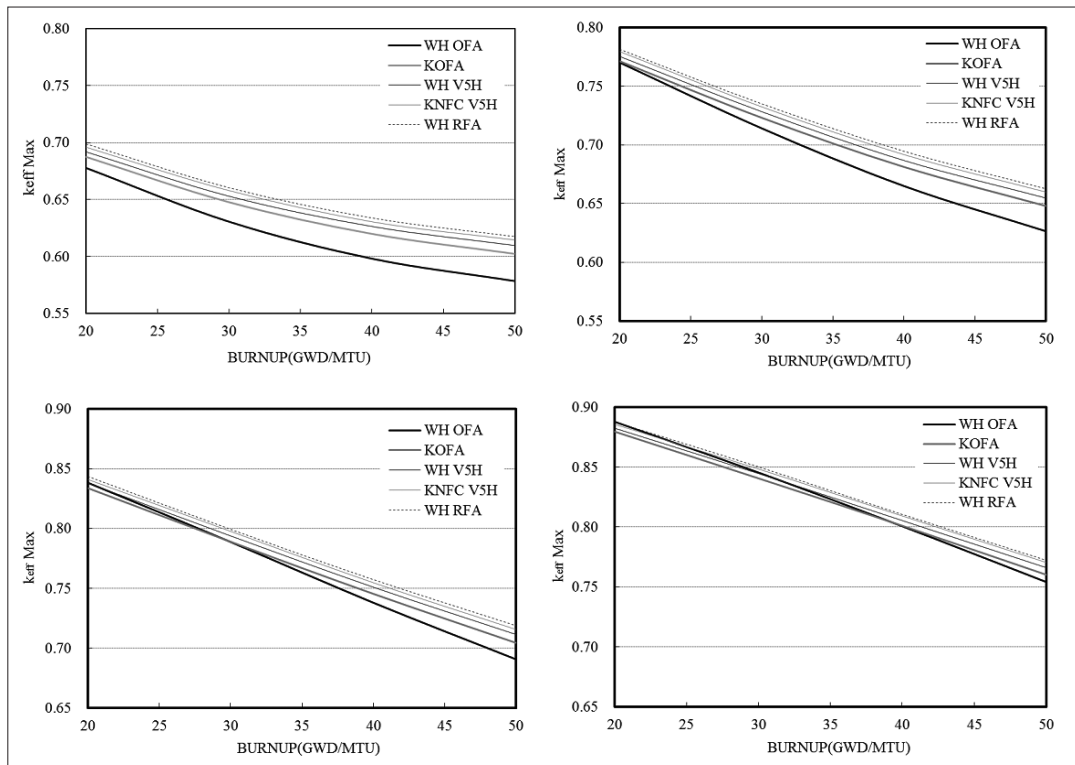 0.80
0.75
0.70
0.65
0.60
0.55
keff Max
WH OFA
KOFA
WH V5H
KNFC V5H
WH RFA
20 25 30 35 40 45 50
BURNUP(GWD/MTU)
0.80
0.75
0.70
0.65
0.60
0.55
keff Max
WH OFA
KOFA
WH V5H
KNFC V5H
WH RFA
20 25 30 35 40 45 50
BURNUP(GWD/MTU)
0.90
0.85
0.80
0.75
0.70
0.65
keff Max
WH OFA
KOFA
WH V5H
KNFC V5H
WH RFA
20 25 30 35 40 45 50
BURNUP(GWD/MTU)
0.90
0.85
0.80
0.75
0.70
0.65
keff Max
WH OFA
KOFA
WH V5H
KNFC V5H
WH RFA
20 25 30 35 40 45 50
BURNUP(GWD/MTU)